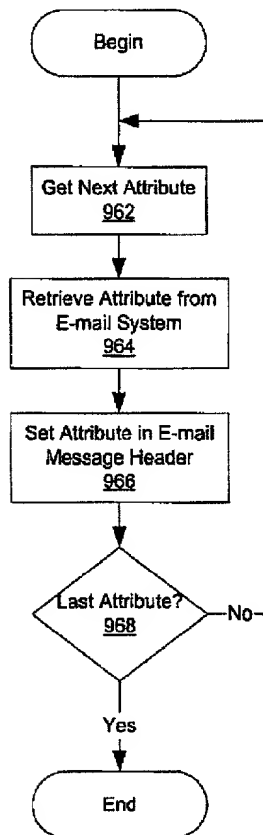 Begin
Get Next Attribute
962
Retrieve Attribute from
E-mail System
964
Set Attribute in E-mail
Message Header
966
Last Attribute?
968
No
Yes
End